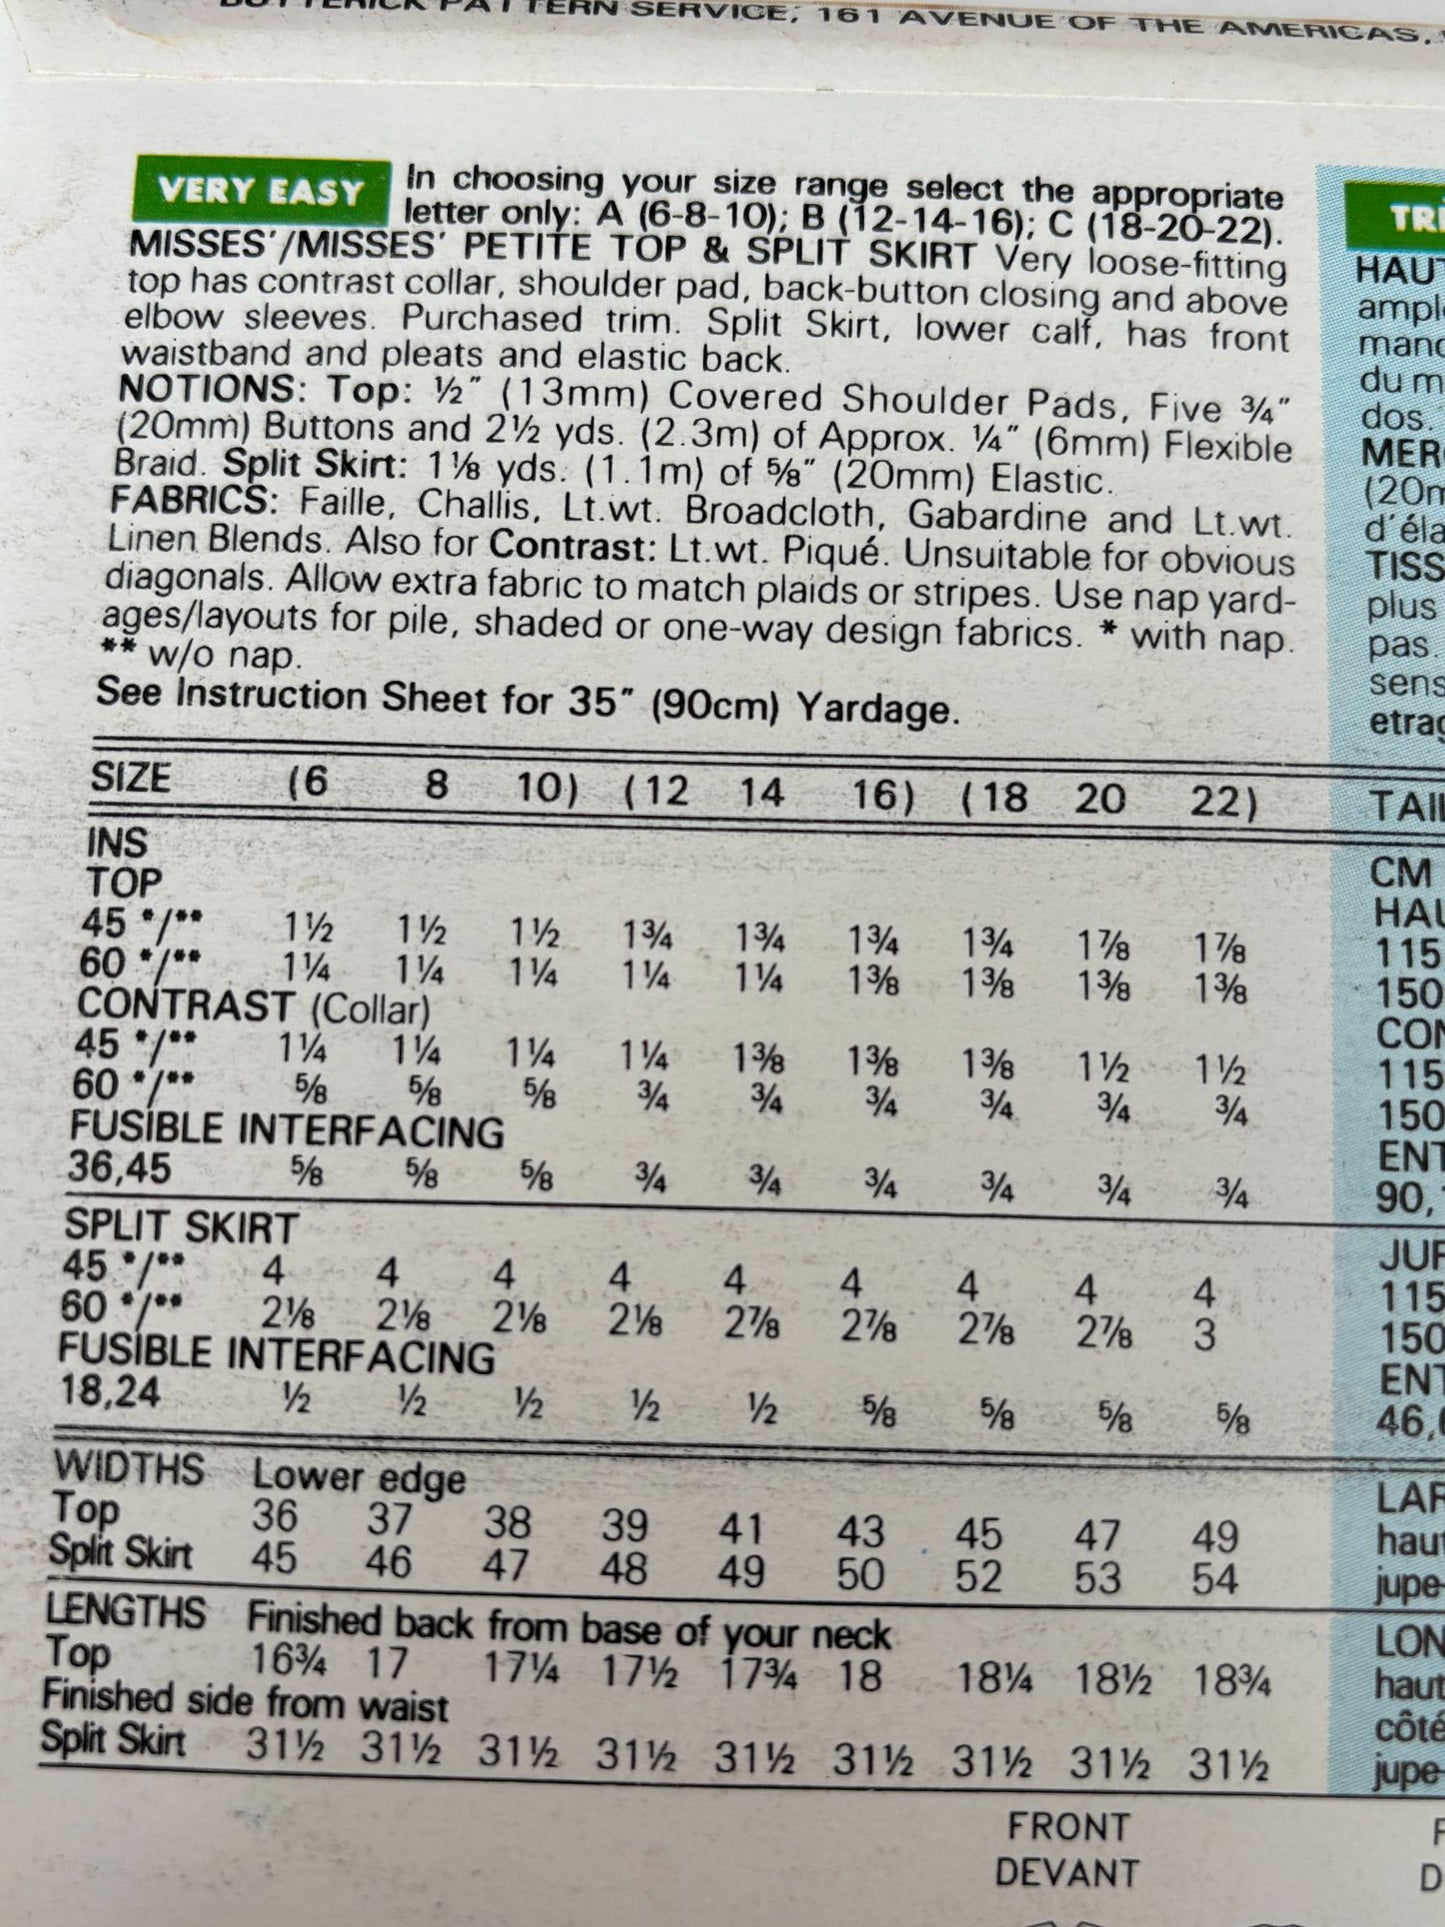 BUTTERICK PATTERN SERVICE, 161 AVENUE OF THE AMERICAS,
VERY EASY In choosing your size range select the appropriate
letter only: A (6-8-10); B (12-14-16); C (18-20-22).
MISSES'/MISSES' PETITE TOP & SPLIT SKIRT Very loose-fitting
top has contrast collar, shoulder pad, back-button closing and above
elbow sleeves. Purchased trim. Split Skirt, lower calf, has front
waistband and pleats and elastic back.
NOTIONS: Top: ½" (13mm) Covered Shoulder Pads, Five ¾"
(20mm) Buttons and 2½ yds. (2.3m) of Approx. ¼" (6mm) Flexible
Braid. Split Skirt: 1⅛ yds. (1.1m) of ⅝" (20mm) Elastic.
FABRICS: Faille, Challis, Lt.wt. Broadcloth, Gabardine and Lt.wt.
Linen Blends. Also for Contrast: Lt.wt. Piqué. Unsuitable for obvious
diagonals. Allow extra fabric to match plaids or stripes. Use nap yard-
ages/layouts for pile, shaded or one-way design fabrics. * with nap.
** w/o nap.
See Instruction Sheet for 35" (90cm) Yardage.
SIZE (6 8 10) (12 14 16) (18 20 22)
INS
TOP
45 */** 1½ 1½ 1½ 1¾ 1¾ 1¾ 1¾ 1⅞ 1⅞
60 */** 1¼ 1¼ 1¼ 1¼ 1¼ 1⅜ 1⅜ 1⅜ 1⅜
CONTRAST (Collar)
45 */** 1¼ 1¼ 1¼ 1¼ 1⅜ 1⅜ 1⅜ 1½ 1½
60 */** ⅝ ⅝ ⅝ ¾ ¾ ¾ ¾ ¾ ¾
FUSIBLE INTERFACING
36,45 ⅝ ⅝ ⅝ ¾ ¾ ¾ ¾ ¾ ¾
SPLIT SKIRT
45 */** 4 4 4 4 4 4 4 4 4
60 */** 2⅛ 2⅛ 2⅛ 2⅛ 2⅞ 2⅞ 2⅞ 2⅞ 3
FUSIBLE INTERFACING
18,24 ½ ½ ½ ½ ½ ⅝ ⅝ ⅝ ⅝
WIDTHS Lower edge
Top 36 37 38 39 41 43 45 47 49
Split Skirt 45 46 47 48 49 50 52 53 54
LENGTHS Finished back from base of your neck
Top 16¾ 17 17¼ 17½ 17¾ 18 18¼ 18½ 18¾
Finished side from waist
Split Skirt 31½ 31½ 31½ 31½ 31½ 31½ 31½ 31½ 31½
FRONT
DEVANT
TRÈ
HAUT
ample
manc
du m
dos.
MER
(20m
d'éla
TISS
plus
pas.
sens
etrag
TAIL
CM
HAU
115
150
CON
115
150
ENT
90,
JUP
115
150
ENT
46,
LAR
haut
jupe-
LON
haut
côté
jupe-